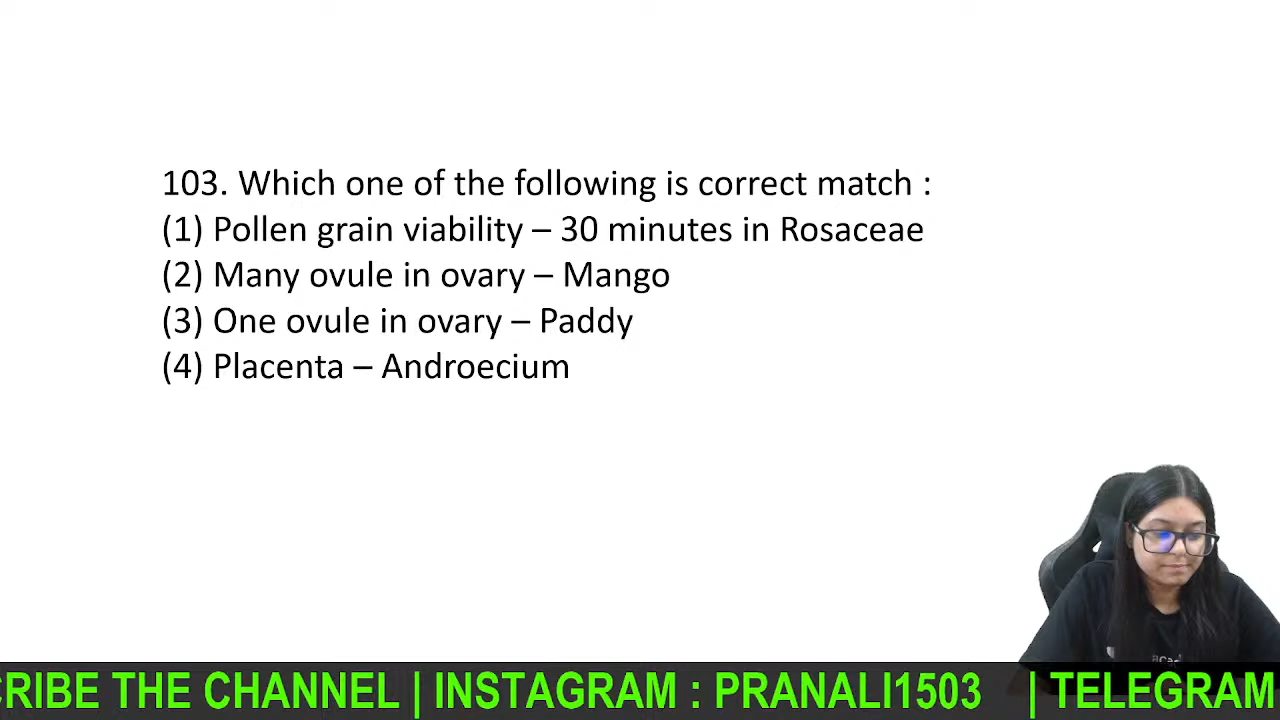 103. Which one of the following is correct match :
(1) Pollen grain viability – 30 minutes in Rosaceae
(2) Many ovule in ovary – Mango
(3) One ovule in ovary – Paddy
(4) Placenta – Androecium
CRIBE THE CHANNEL | INSTAGRAM : PRANALI1503 | TELEGRAM